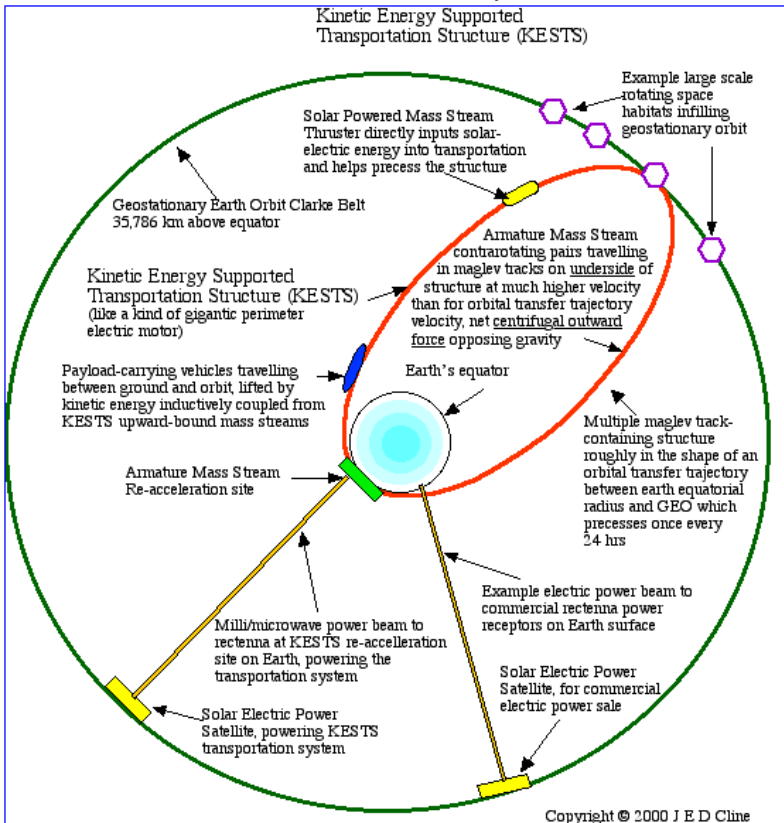 Kinetic Energy Supported
Transportation Structure (KESTS)
Example large scale
rotating space
habitats infilling
geostationary orbit
Solar Powered Mass Stream
Thruster directly inputs solar-
electric energy into transportation
and helps precess the structure
Geostationary Earth Orbit Clarke Belt
35,786 km above equator
Armature Mass Stream
contrarotating pairs travelling
in maglev tracks on underside of
structure at much higher velocity
than for orbital transfer trajectory
velocity, net centrifugal outward
force opposing gravity
Kinetic Energy Supported
Transportation Structure (KESTS)
(like a kind of gigantic perimeter
electric motor)
Payload-carrying vehicles travelling
between ground and orbit, lifted by
kinetic energy inductively coupled from
KESTS upward-bound mass streams
Earth's equator
Multiple maglev track-
containing structure
roughly in the shape of an
orbital transfer trajectory
between earth equatorial
radius and GEO which
precesses once every
24 hrs
Armature Mass Stream
Re-acceleration site
Milli/microwave power beam to
rectenna at KESTS re-accelleration
site on Earth, powering the
transportation system
Example electric power beam to
commercial rectenna power
receptors on Earth surface
Solar Electric Power
Satellite, powering KESTS
transportation system
Solar Electric Power
Satellite, for commercial
electric power sale
Copyright © 2000 J E D Cline